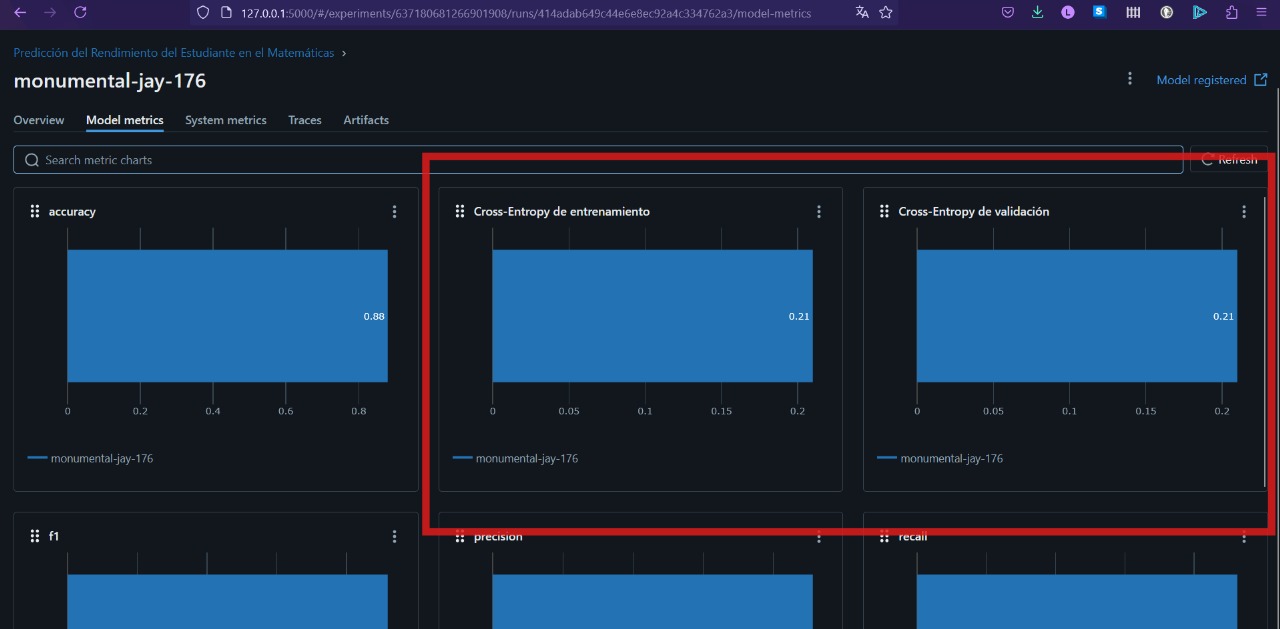 127.0.0.1:5000/#/experiments/637180681266901908/runs/414adab649c44e6e8ec92a4c334762a3/model-metrics
Predicción del Rendimiento del Estudiante en el Matemáticas ›
monumental-jay-176
Model registered
Overview Model metrics System metrics Traces Artifacts
Search metric charts
Refresh
accuracy
0.88
0 0.2 0.4 0.6 0.8
monumental-jay-176
Cross-Entropy de entrenamiento
0.21
0 0.05 0.1 0.15 0.2
monumental-jay-176
Cross-Entropy de validación
0.21
0 0.05 0.1 0.15 0.2
monumental-jay-176
f1
precision
recall